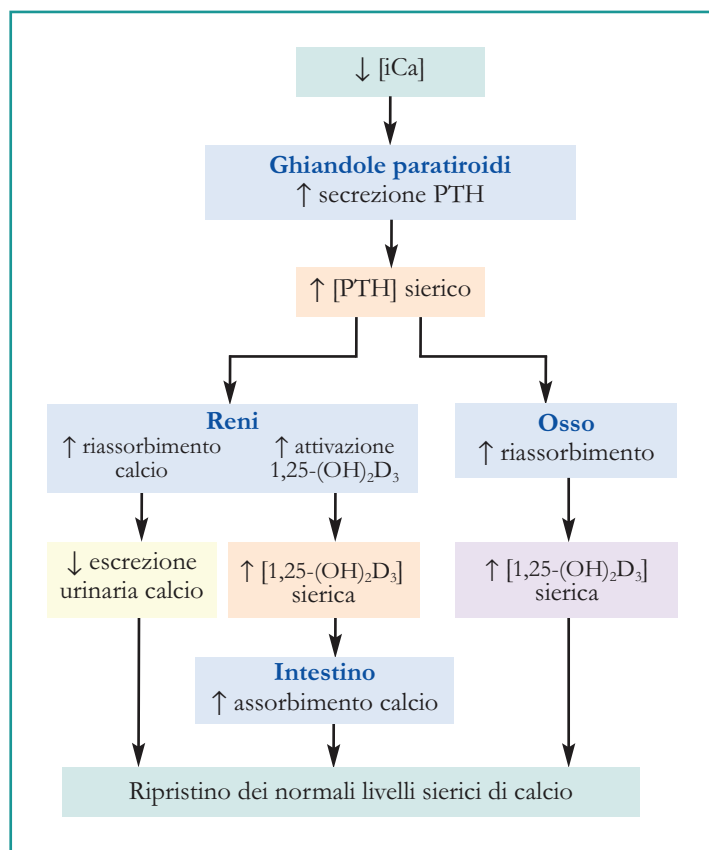 ↓ [iCa]
Ghiandole paratiroidi
↑ secrezione PTH
↑ [PTH] sierico
Reni
↑ riassorbimento
calcio
↑ attivazione
1,25-(OH)₂D₃
Osso
↑ riassorbimento
↓ escrezione
urinaria calcio
↑ [1,25-(OH)₂D₃]
sierica
↑ [1,25-(OH)₂D₃]
sierica
Intestino
↑ assorbimento calcio
Ripristino dei normali livelli sierici di calcio